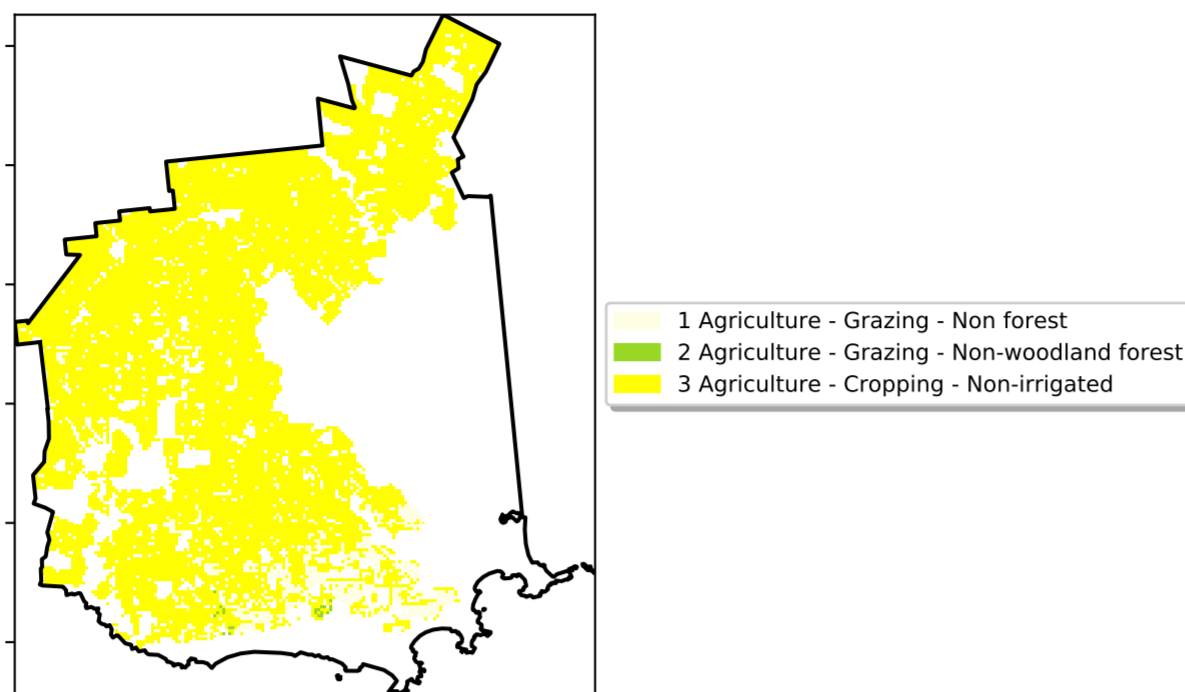 1 Agriculture - Grazing - Non forest
2 Agriculture - Grazing - Non-woodland forest
3 Agriculture - Cropping - Non-irrigated